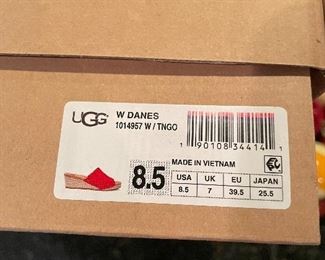 UGG
W DANES
1014957 W / TNGO
1 90108 34414 1
8.5
MADE IN VIETNAM
USA UK EU JAPAN
8.5 7 39.5 25.5